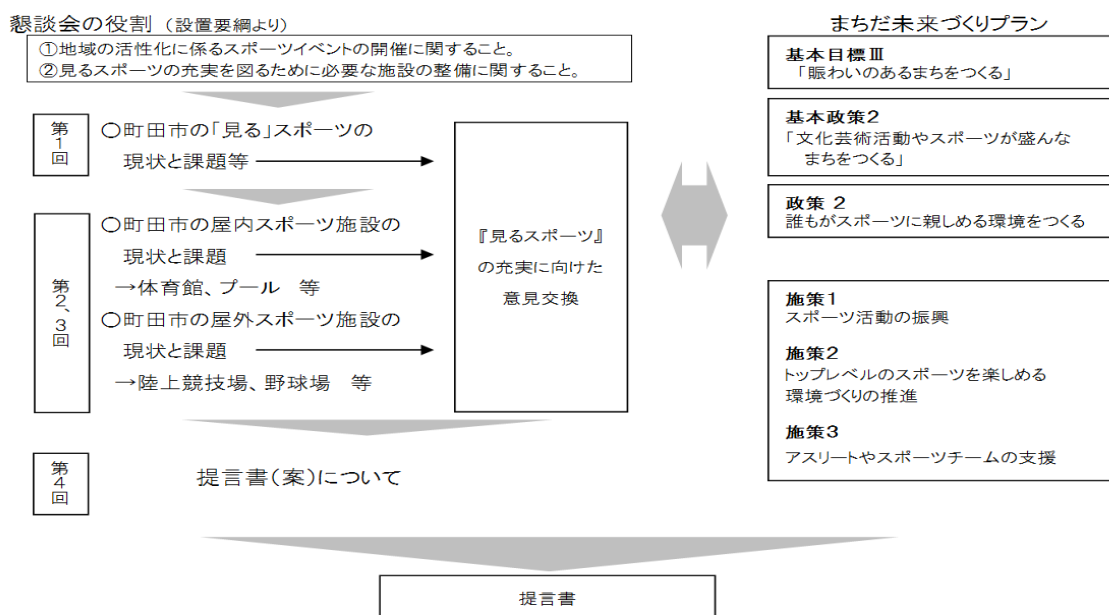 懇談会の役割（設置要綱より）
①地域の活性化に係るスポーツイベントの開催に関すること。
②見るスポーツの充実を図るために必要な施設の整備に関すること。
第1回
○町田市の「見る」スポーツの
現状と課題等
第2、3回
○町田市の屋内スポーツ施設の
現状と課題
→体育館、プール　等
○町田市の屋外スポーツ施設の
現状と課題
→陸上競技場、野球場　等
『見るスポーツ』
の充実に向けた
意見交換
第4回
提言書（案）について
提言書
まちだ未来づくりプラン
基本目標Ⅲ
「賑わいのあるまちをつくる」
基本政策2
「文化芸術活動やスポーツが盛んな
まちをつくる」
政策 2
誰もがスポーツに親しめる環境をつくる
施策1
スポーツ活動の振興
施策2
トップレベルのスポーツを楽しめる
環境づくりの推進
施策3
アスリートやスポーツチームの支援